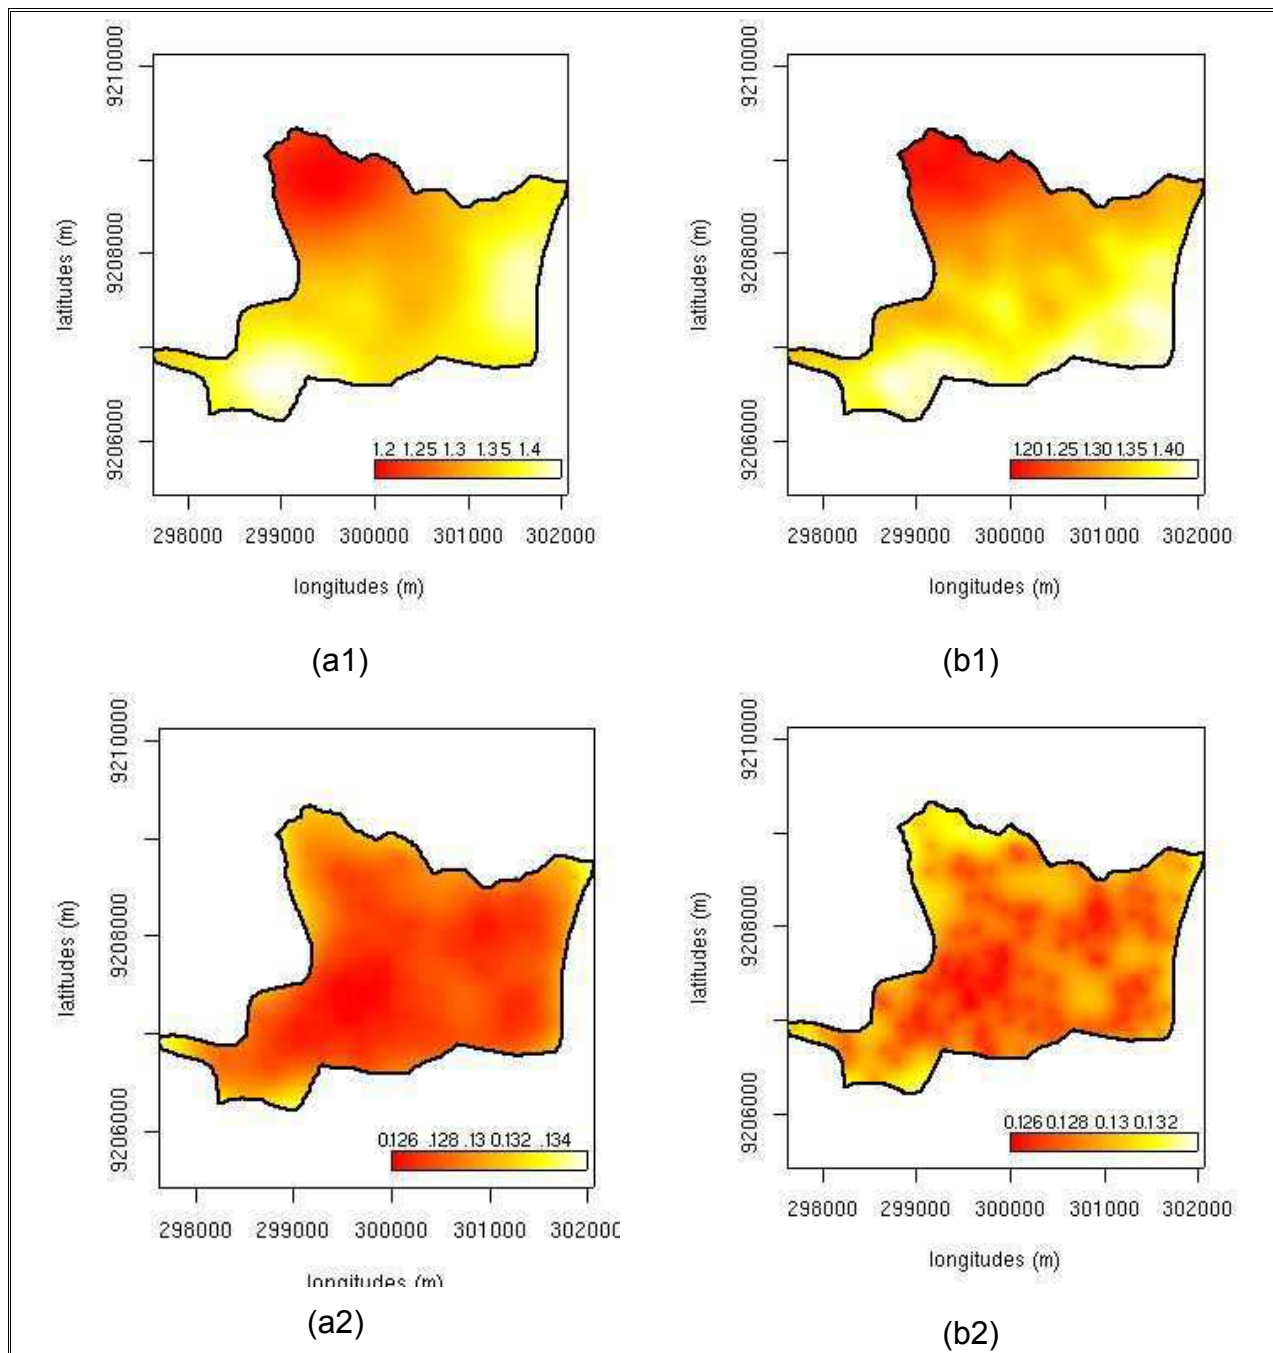 latitudes (m)
9206000 9208000 9210000
1.2 1.25 1.3 1.35 1.4
298000 299000 300000 301000 302000
longitudes (m)
(a1)
latitudes (m)
9206000 9208000 9210000
1.20 1.25 1.30 1.35 1.40
298000 299000 300000 301000 302000
longitudes (m)
(b1)
latitudes (m)
9206000 9208000 9210000
0.126 .128 .13 0.132 .134
298000 299000 300000 301000 302000
longitudes (m)
(a2)
latitudes (m)
9206000 9208000 9210000
0.126 0.128 0.13 0.132
298000 299000 300000 301000 302000
longitudes (m)
(b2)